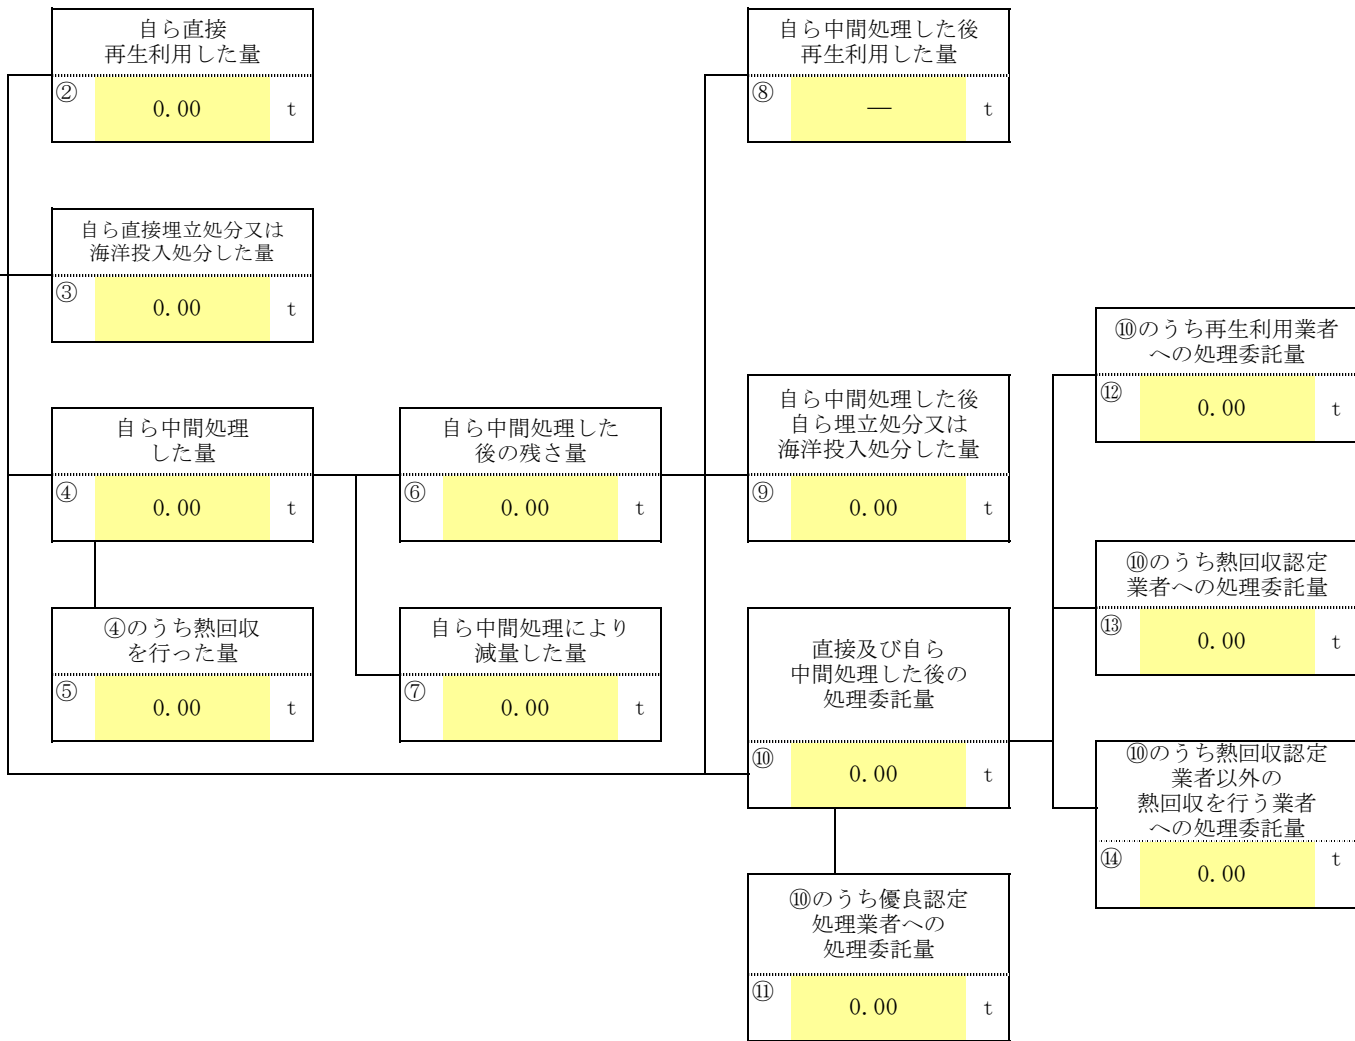 自ら直接
再生利用した量
②
0.00
t
自ら中間処理した後
再生利用した量
⑧
―
t
自ら直接埋立処分又は
海洋投入処分した量
③
0.00
t
⑩のうち再生利用業者
への処理委託量
⑫
0.00
t
自ら中間処理
した量
④
0.00
t
自ら中間処理した
後の残さ量
⑥
0.00
t
自ら中間処理した後
自ら埋立処分又は
海洋投入処分した量
⑨
0.00
t
⑩のうち熱回収認定
業者への処理委託量
⑬
0.00
t
④のうち熱回収
を行った量
⑤
0.00
t
自ら中間処理により
減量した量
⑦
0.00
t
直接及び自ら
中間処理した後の
処理委託量
⑩
0.00
t
⑩のうち熱回収認定
業者以外の
熱回収を行う業者
への処理委託量
⑭
0.00
t
⑩のうち優良認定
処理業者への
処理委託量
⑪
0.00
t